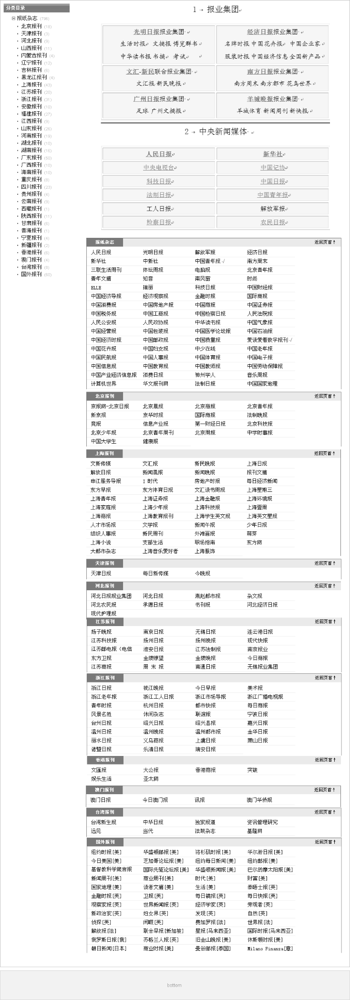 分类目录
报纸杂志 (796)
北京报刊 (18)
天津报刊 (3)
河北报刊 (9)
山西报刊 (11)
内蒙古报刊 (4)
辽宁报刊 (12)
吉林报刊 (6)
黑龙江报刊 (4)
上海报刊 (43)
江苏报刊 (20)
浙江报刊 (31)
安徽报刊 (10)
福建报刊 (27)
江西报刊 (9)
山东报刊 (26)
河南报刊 (19)
湖北报刊 (10)
湖南报刊 (16)
广东报刊 (50)
广西报刊 (10)
海南报刊 (10)
重庆报刊 (8)
四川报刊 (23)
贵州报刊 (4)
云南报刊 (9)
西藏报刊 (1)
陕西报刊 (11)
甘肃报刊 (6)
青海报刊 (1)
宁夏报刊 (4)
新疆报刊 (2)
香港报刊 (6)
澳门报刊 (4)
台湾报刊 (8)
国外报刊 (60)
1 → 报业集团
光明日报报业集团 经济日报报业集团
生活时报 文摘报 博览群书 名牌时报 中国花卉报 中国企业家
中华读书报 书摘 考试 服装时报 中国经济信息 全国新产品
文汇-新民联合报业集团 南方日报报业集团
文汇报 新民晚报 南方周末 南方都市 花鸟世界
广州日报报业集团 羊城晚报报业集团
足球 广州文摘报 羊城体育 新闻周刊 新快报
2 → 中央新闻媒体
人民日报 新华社
中央电视台 中国记协
科技日报 中国日报
法制日报 中国青年报
工人日报 解放军报
检察日报 农民日报
报纸杂志 返回页首↑
人民日报 光明日报 解放军报 经济日报
新华社 中新社 中国青年报 √ 南方周末
三联生活周刊 体坛周报 电脑报 北京青年报
青年文摘 知音 南风窗 时尚
ELLE 瑞丽 科技日报 中国财经报
中国经济导报 经济观察报 金融时报 国际商报
中国消费报 中国房地产报 中国商报 中国证券报
中国税务报 中国工商报 中国检察日报 人民法院报
人民公安报 人民政协报 中华读书报 中国气象报
中国经营报 中国包装报 中国医学论坛报 中国石油报
中国经济时报 中国邮政报 中国质量报 爱读爱看数字报刊 √
中国花卉报 中国妇女报 中少在线 中国老年报
中国民航报 中国人事报 中国体育报 中国电子报
中国信息报 中国教育报 中国教师报 中国劳动保障报
中国产业经济信息报 消费日报 神州学人 音乐周报
计算机世界 华文报刊网 法制日报 中国国家地理
北京报刊 返回页首↑
京报网-北京日报 北京晨报 北京商报 北京青年报
新京报 京华时报 国际商报 法制晚报
竞报 信息产业报 第一财经日报 北京科技报
北京少年报 北京青年周刊 北京周报 中学时事报
中国大学生 健康报
上海报刊 返回页首↑
文新传媒 文汇报 新民晚报 上海日报
解放日报 新闻晨报 新闻晚报 报刊文摘
申江服务导报 I 时代 房地产时报 每日经济新闻
东方早报 东方体育日报 文汇读书周报 上海星期三
上海青年报 上海证券报 上海金融报 上海环境报
上海家庭报 上海少年报 上海科技报 上海壹周
上海商报 上海教育报刊 上海学生英文报 上海英文星报
人才市场报 文学报 新闻午报 少年日报
组织人事报 新民周刊 外滩画报 萌芽
上海小说 支部生活 职场指南 东方网
大都市杂志 上海音乐爱好者 上海服饰
天津报刊 返回页首↑
天津日报 每日新传媒 今晚报
河北报刊 返回页首↑
河北日报报业集团 河北日报 燕赵都市报 杂文报
河北农民报 承德日报 书刊报 河北经济日报
现代护理报
江苏报刊 返回页首↑
扬子晚报 南京日报 无锡日报 连云港日报
江苏科技报 扬州日报 扬州晚报 现代快报
江苏邮电报（电信 淮安日报 江苏法制报 南京报业
东方卫报 金陵瞭望 金陵晚报 今日商报
江苏商报 周 末 报 南通日报 无锡报业集团
浙江报刊 返回页首↑
浙江日报 钱江晚报 今日早报 美术报
浙江老年报 浙江工人日报 浙江市场导报 浙江广播电视报
青年时报 杭州日报 都市快报 每日商报
风景名胜 休闲杂志 联谊报 宁波日报
台州日报 绍兴日报 绍兴县报 嘉兴日报
温州日报 温州晚报 温州都市报 金华日报
丽水日报 义乌商报 上虞日报 萧山日报
诸暨日报 乐清日报 瑞安日报
香港报刊 返回页首↑
文匯报 大公报 香港商报 突破
娱乐生活 亚太网
澳门报刊 返回页首↑
澳门日报 今日澳门报 讯报 澳门华侨报
台湾报刊 返回页首↑
台湾新生报 中华日报 独家报道 资讯管理研究
远见 当代 法鼓杂志 基隆网
国外报刊 返回页首↑
纽约时报[美] 华盛顿邮报[美] 洛杉矶时报[美] 华尔街日报[美]
今日美国[美] 芝加哥论坛报[美] 纽约每日新闻[美] 纽约邮报[美]
基督教科学箴言报 国际先驱论坛报[美] 华盛顿新闻报[美] 巴尔的摩太阳报[美]
新闻周刊[美] 商业周刊[美] 时代[美] 财富[美]
国家地理[美] 读者文摘[美] 生活[美] 泰晤士报[英]
金融时报[英] 卫报[英] 每日镜报[英] 每日快报[英]
观察家报[英] 世界新闻报[英] 经济学家[英] 旁观者[英]
新政治家[英] 妇女界[英] 发现[英] 自然[英]
侦探[英] 闲暇[英] 费加罗报[法] 世界报[法]
解放报[法] 联合早报[新加坡] 星报[马来西亚] 国际时报[马来西亚]
俄罗斯日报[俄] 苏格兰人报[英] 旧金山晚报[美] 休斯顿时报[美]
朝日新闻[日本] 商业时报[美] 曼谷邮报[泰国] Milano Finanza[意]
bottom